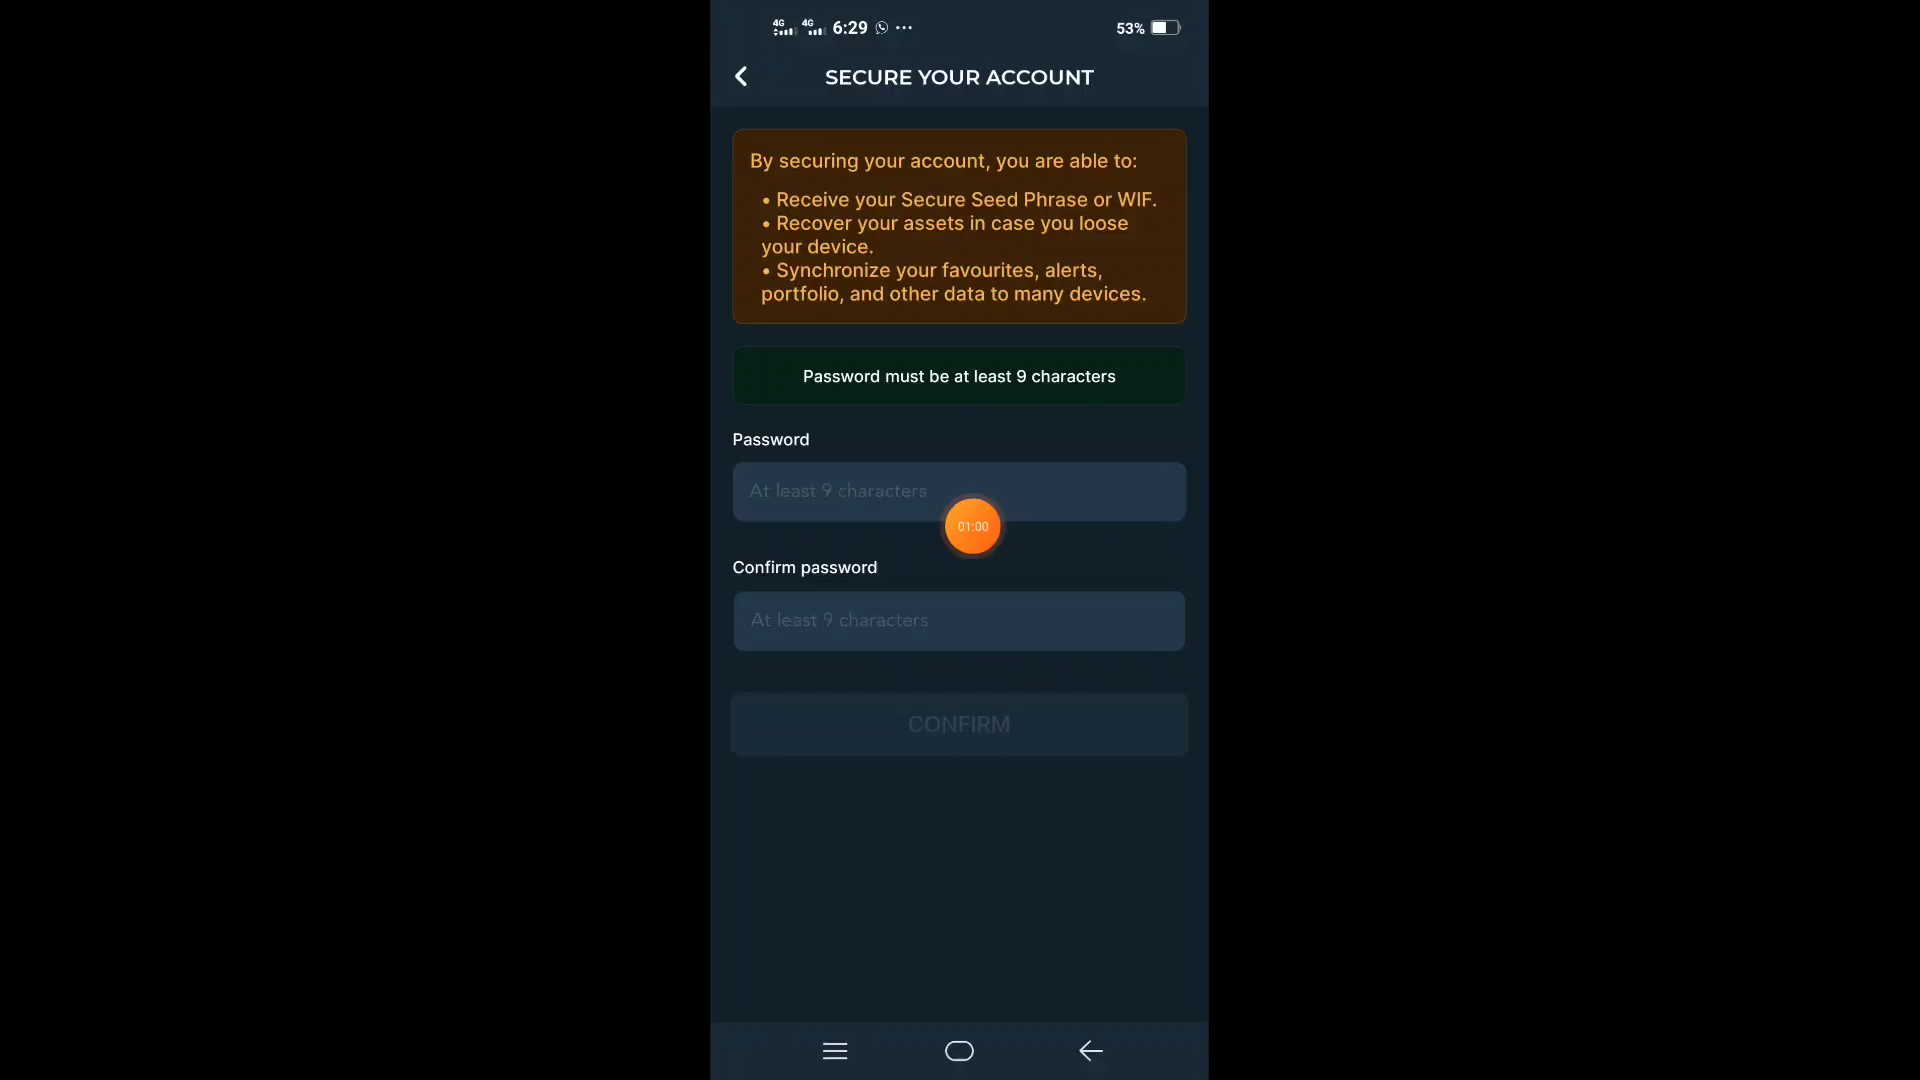 4G 4G 6:29 ... 53%
SECURE YOUR ACCOUNT
By securing your account, you are able to:
• Receive your Secure Seed Phrase or WIF.
• Recover your assets in case you loose
your device.
• Synchronize your favourites, alerts,
portfolio, and other data to many devices.
Password must be at least 9 characters
Password
At least 9 characters
01:00
Confirm password
At least 9 characters
CONFIRM